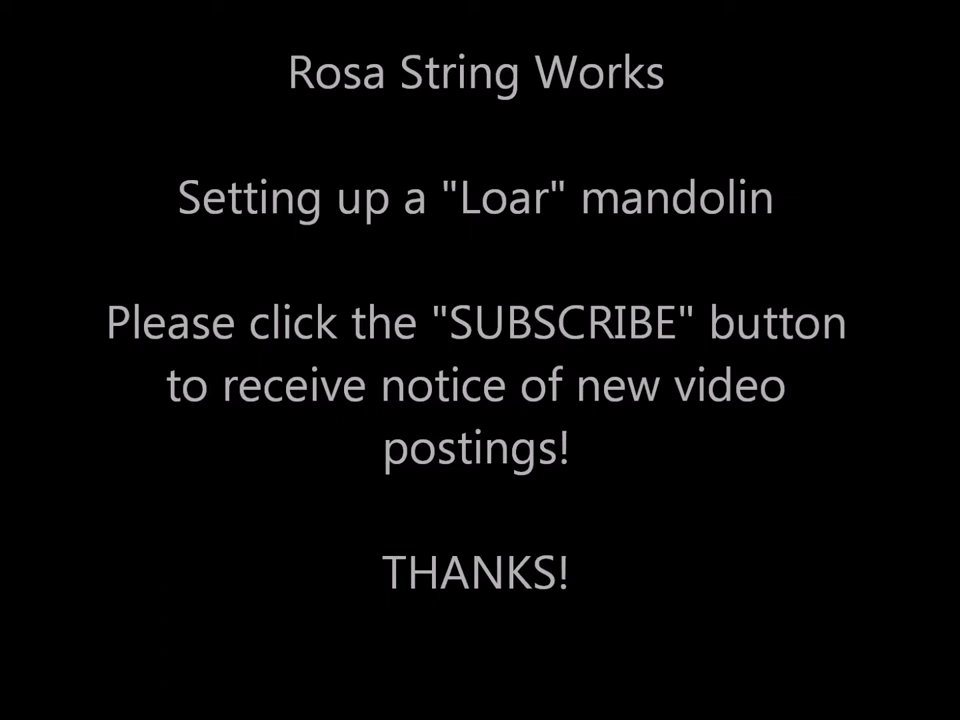 Rosa String Works
Setting up a "Loar" mandolin
Please click the "SUBSCRIBE" button
to receive notice of new video
postings!
THANKS!